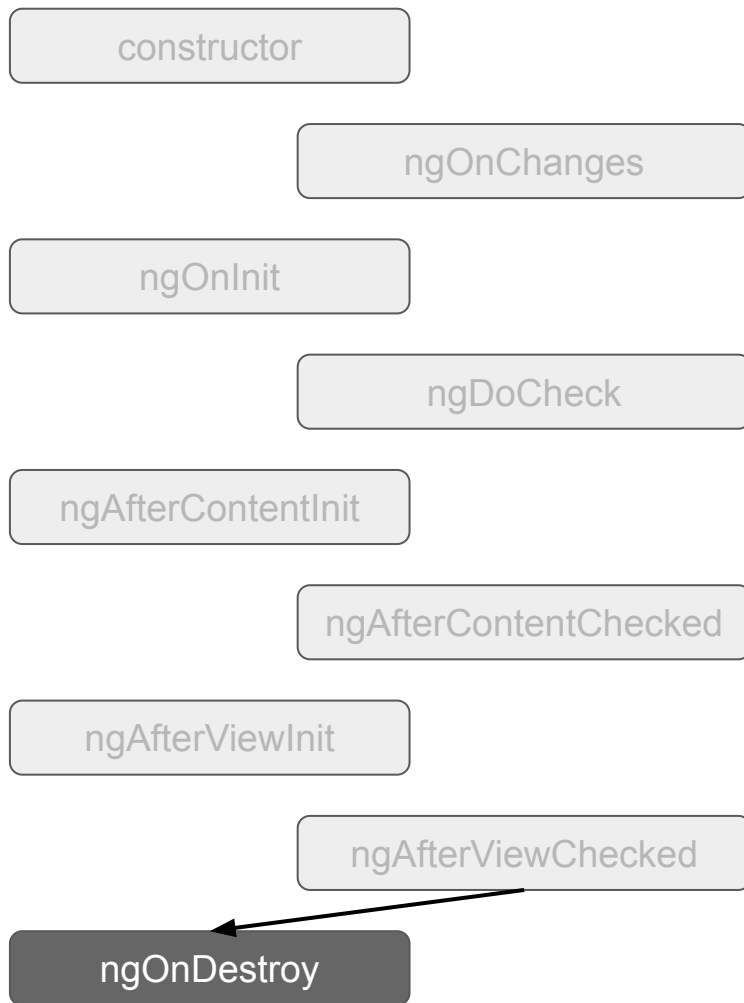 constructor
ngOnChanges
ngOnInit
ngDoCheck
ngAfterContentInit
ngAfterContentChecked
ngAfterViewInit
ngAfterViewChecked
ngOnDestroy